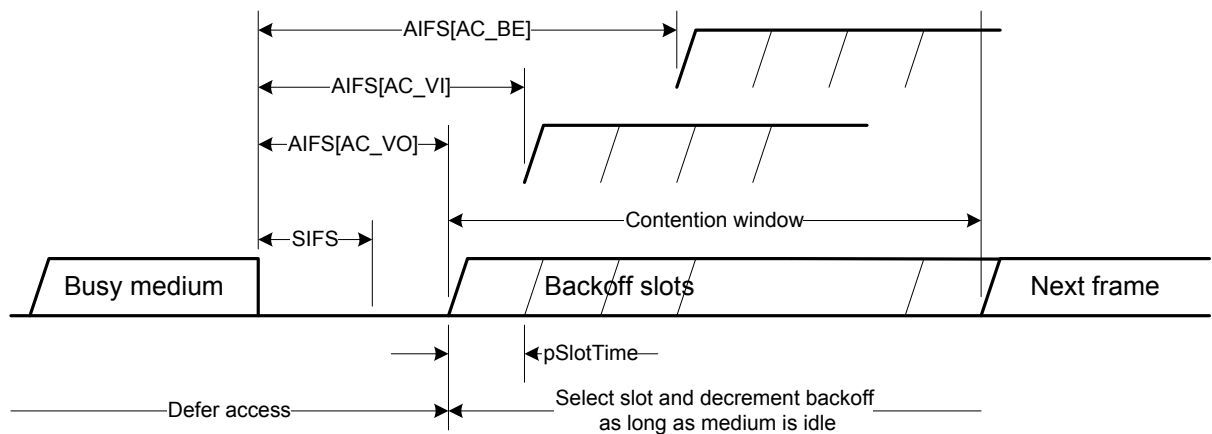 AIFS[AC_BE]
AIFS[AC_VI]
AIFS[AC_VO]
Contention window
SIFS
Busy medium
Backoff slots
Next frame
pSlotTime
Defer access
Select slot and decrement backoff
as long as medium is idle